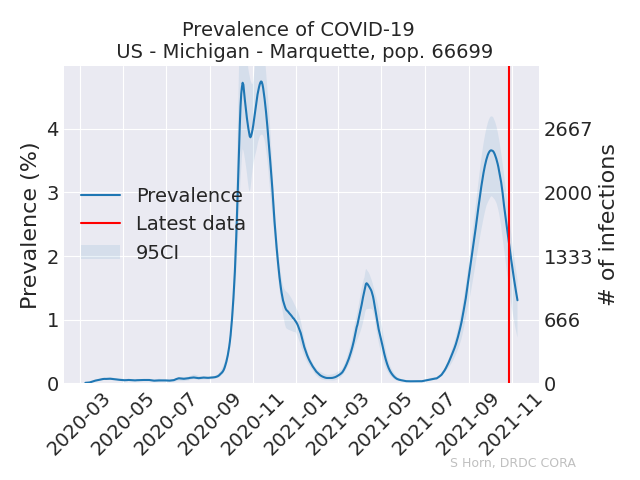 Prevalence of COVID-19
US - Michigan - Marquette, pop. 66699
Prevalence (%)
4
3
2
1
0
Prevalence
Latest data
95CI
2667
2000
1333
666
0
# of infections
2020-03
2020-05
2020-07
2020-09
2020-11
2021-01
2021-03
2021-05
2021-07
2021-09
2021-11
S Horn, DRDC CORA